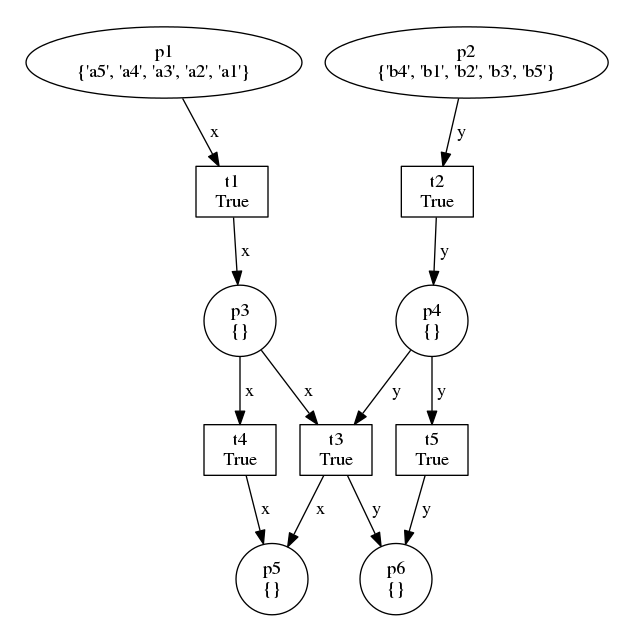 p1
{'a5', 'a4', 'a3', 'a2', 'a1'}
p2
{'b4', 'b1', 'b2', 'b3', 'b5'}
x
y
t1
True
t2
True
x
y
p3
{}
p4
{}
x
x
y
y
t4
True
t3
True
t5
True
x
x
y
y
p5
{}
p6
{}